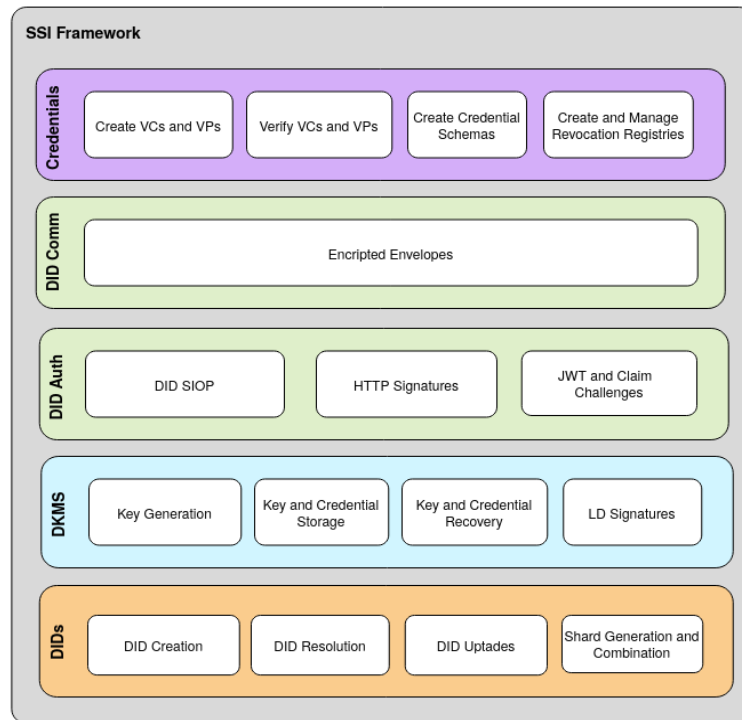 SSI Framework
Credentials
Create VCs and VPs
Verify VCs and VPs
Create Credential
Schemas
Create and Manage
Revocation Registries
DID Comm
Encripted Envelopes
DID Auth
DID SIOP
HTTP Signatures
JWT and Claim
Challenges
DKMS
Key Generation
Key and Credential
Storage
Key and Credential
Recovery
LD Signatures
DIDs
DID Creation
DID Resolution
DID Uptades
Shard Generation and
Combination